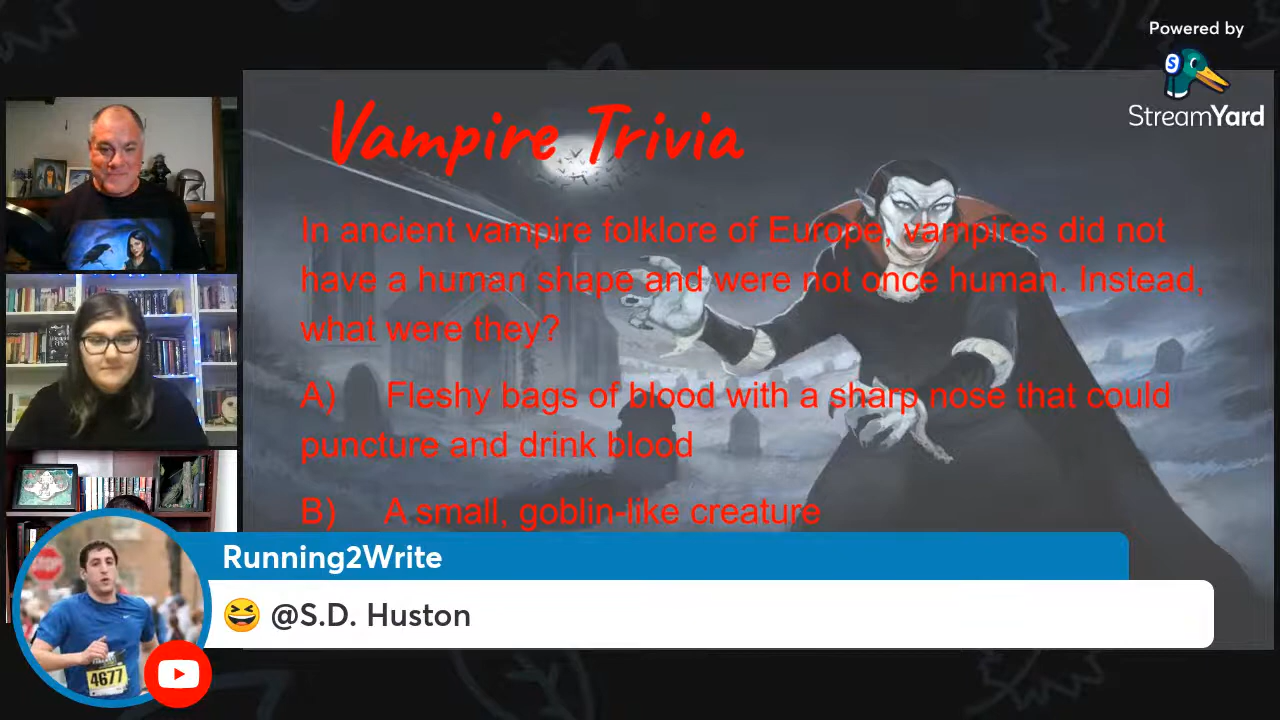 Powered by
StreamYard
Vampire Trivia
In ancient vampire folklore of Europe, vampires did not
have a human shape and were not once human. Instead,
what were they?
A) Fleshy bags of blood with a sharp nose that could
puncture and drink blood
B) A small, goblin-like creature
Running2Write
😆 @S.D. Huston
4677